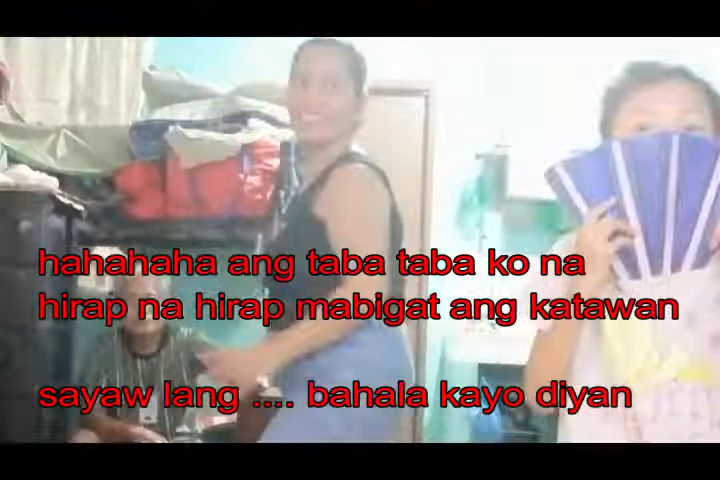 hahahaha ang taba taba ko na
hirap na hirap mabigat ang katawan
sayaw lang .... bahala kayo diyan